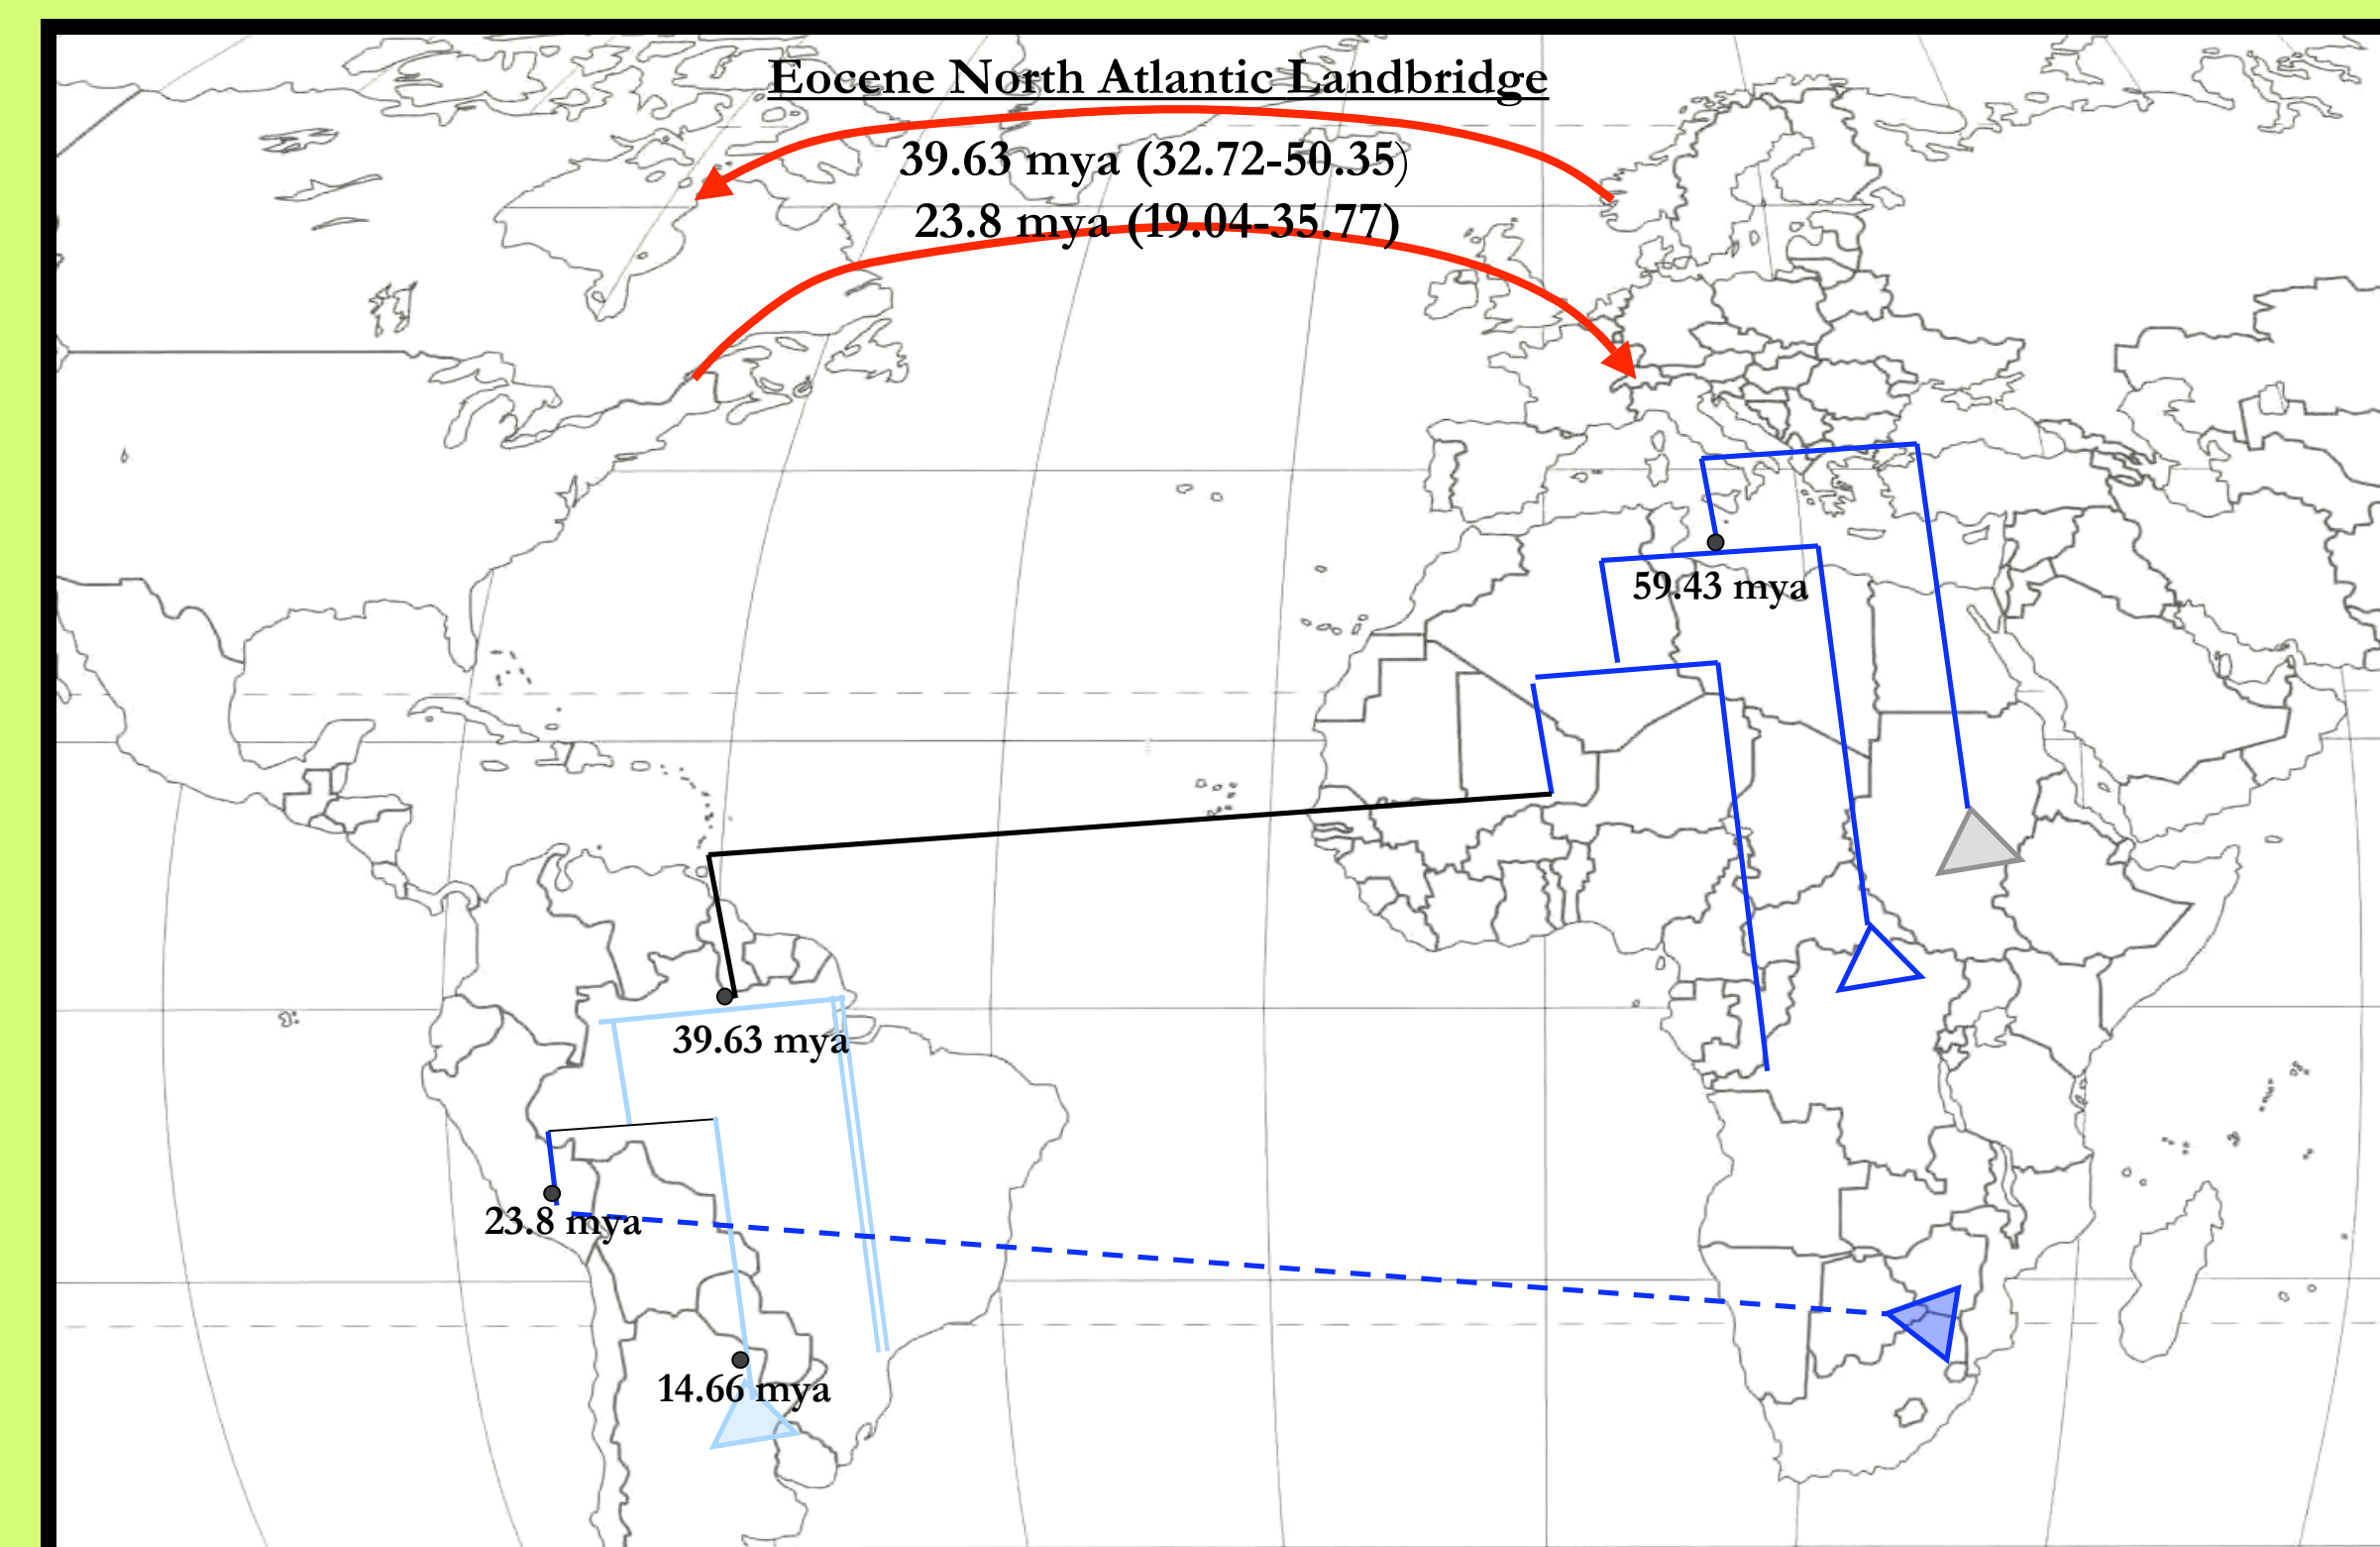 Eocene North Atlantic Landbridge
39.63 mya (32.72-50.35)
23.8 mya (19.04-35.77)
59.43 mya
39.63 mya
23.8 mya
14.66 mya